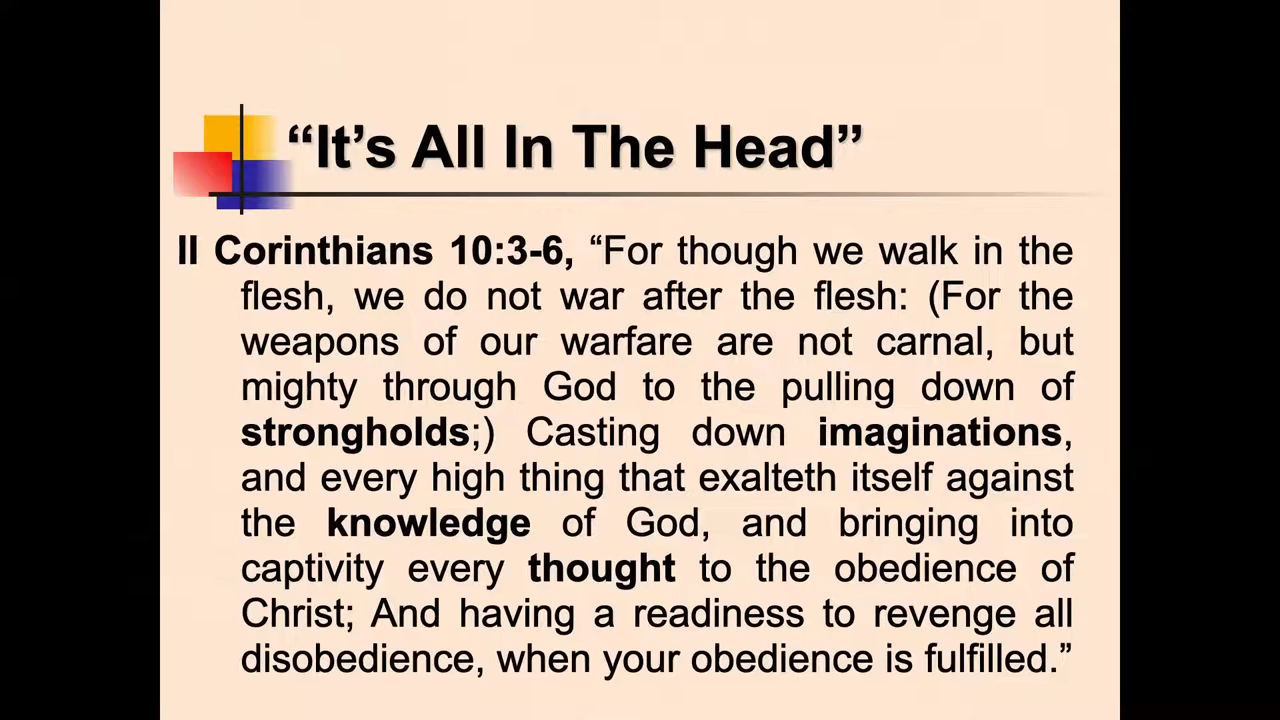 “It’s All In The Head”
II Corinthians 10:3-6, “For though we walk in the
flesh, we do not war after the flesh: (For the
weapons of our warfare are not carnal, but
mighty through God to the pulling down of
strongholds;) Casting down imaginations,
and every high thing that exalteth itself against
the knowledge of God, and bringing into
captivity every thought to the obedience of
Christ; And having a readiness to revenge all
disobedience, when your obedience is fulfilled.”